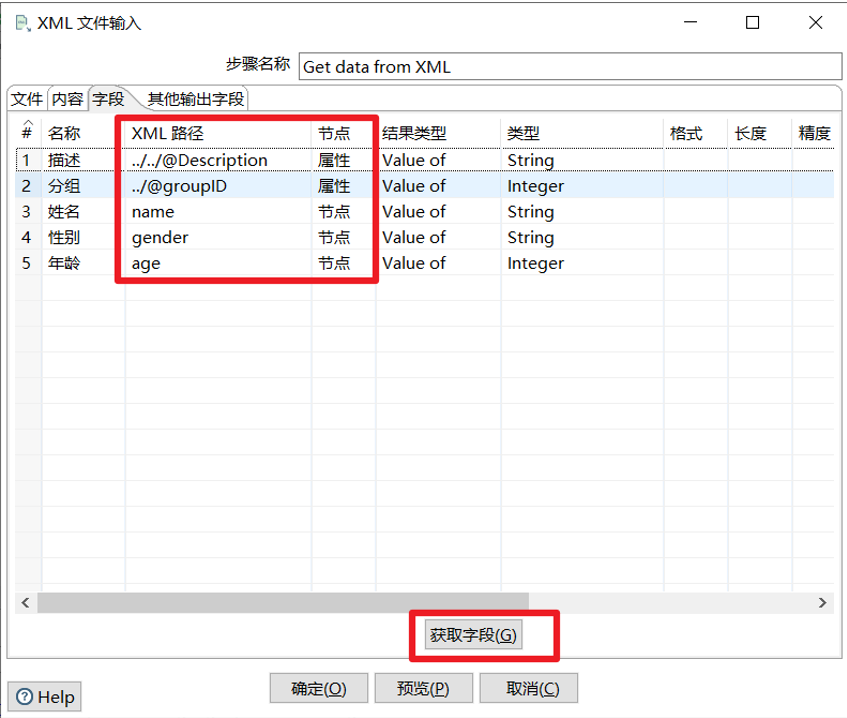 XML 文件输入
步骤名称 Get data from XML
文件 内容 字段 其他输出字段
# 名称 XML 路径 节点 结果类型 类型 格式 长度 精度
1 描述 ../../@Description 属性 Value of String
2 分组 ../@groupID 属性 Value of Integer
3 姓名 name 节点 Value of String
4 性别 gender 节点 Value of String
5 年龄 age 节点 Value of Integer
获取字段(G)
Help 确定(O) 预览(P) 取消(C)